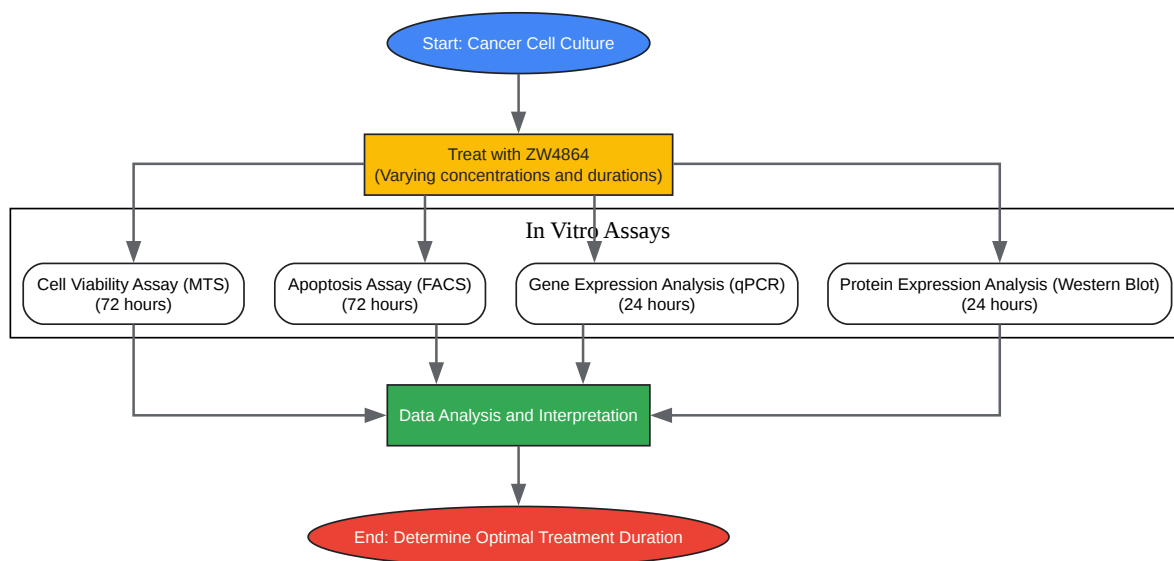 Start: Cancer Cell Culture
Treat with ZW4864
(Varying concentrations and durations)
In Vitro Assays
Cell Viability Assay (MTS)
(72 hours)
Apoptosis Assay (FACS)
(72 hours)
Gene Expression Analysis (qPCR)
(24 hours)
Protein Expression Analysis (Western Blot)
(24 hours)
Data Analysis and Interpretation
End: Determine Optimal Treatment Duration